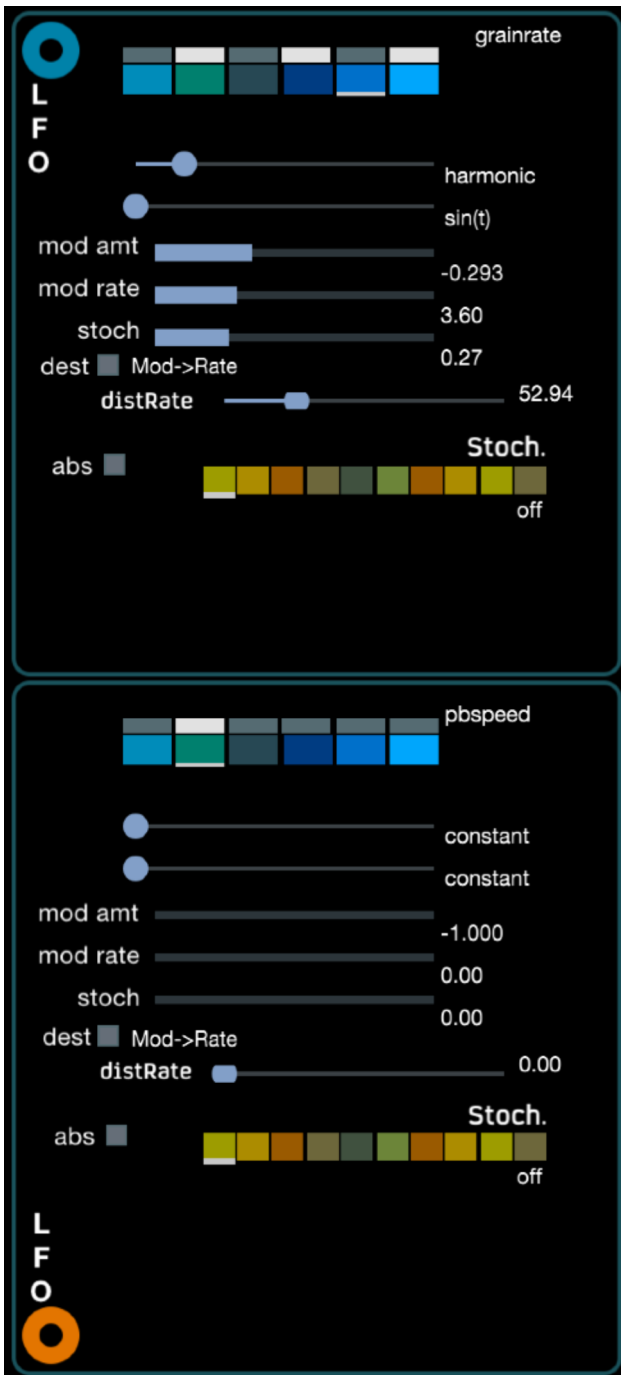 grainrate
L
F
O
harmonic
sin(t)
mod amt
-0.293
mod rate
3.60
stoch
0.27
dest Mod->Rate
distRate 52.94
Stoch.
abs
off
pbspeed
constant
constant
mod amt
-1.000
mod rate
0.00
stoch
0.00
dest Mod->Rate
distRate 0.00
Stoch.
abs
off
L
F
O